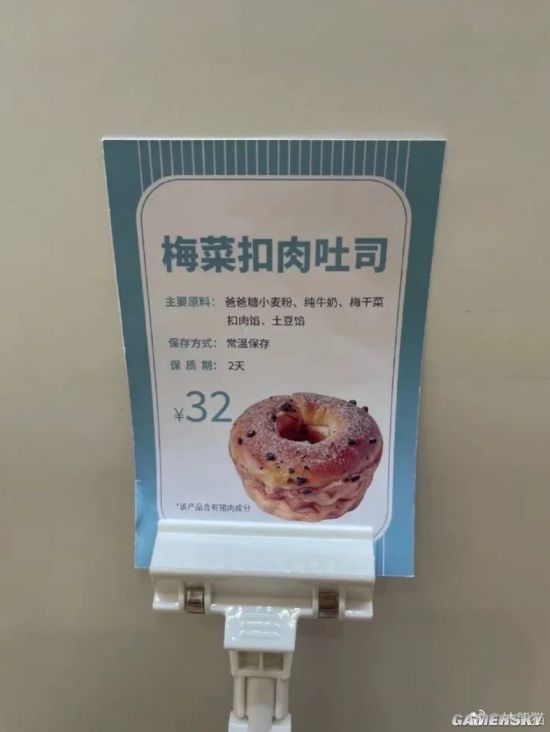 梅菜扣肉吐司
主要原料：爸爸糖小麦粉、纯牛奶、梅干菜
扣肉馅、土豆馅
保存方式：常温保存
保质期：2天
¥32
*该产品含有猪肉成分
GAMERSKY